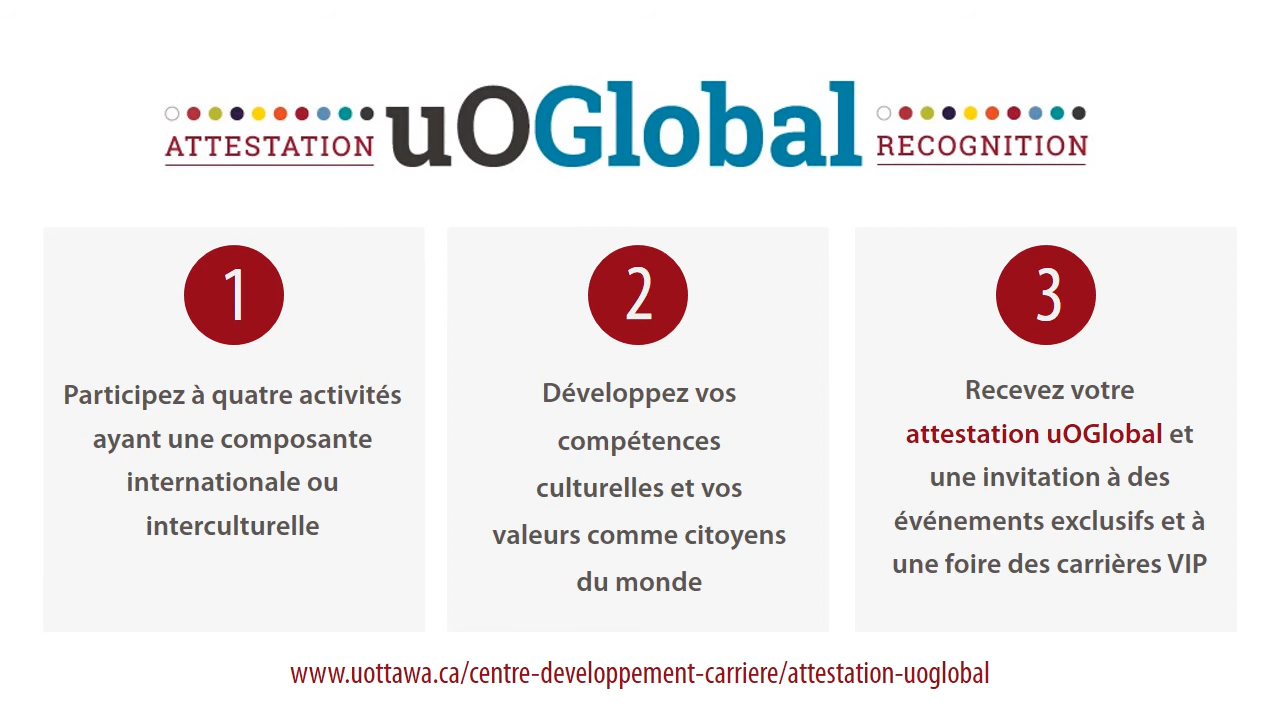 ATTESTATION uOGlobal RECOGNITION
1
Participez à quatre activités
ayant une composante
internationale ou
interculturelle
2
Développez vos
compétences
culturelles et vos
valeurs comme citoyens
du monde
3
Recevez votre
attestation uOGlobal et
une invitation à des
événements exclusifs et à
une foire des carrières VIP
www.uottawa.ca/centre-developpement-carriere/attestation-uoglobal